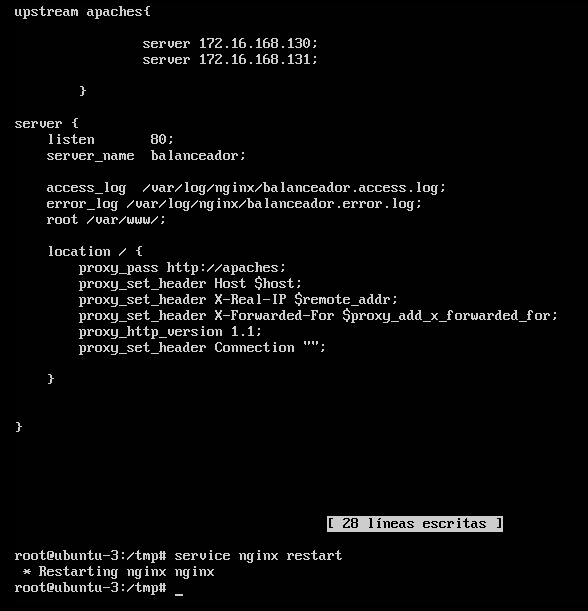 upstream apaches{
server 172.16.168.130;
server 172.16.168.131;
}
server {
listen 80;
server_name balanceador;
access_log /var/log/nginx/balanceador.access.log;
error_log /var/log/nginx/balanceador.error.log;
root /var/www/;
location / {
proxy_pass http://apaches;
proxy_set_header Host $host;
proxy_set_header X-Real-IP $remote_addr;
proxy_set_header X-Forwarded-For $proxy_add_x_forwarded_for;
proxy_http_version 1.1;
proxy_set_header Connection "";
}
}
[ 28 líneas escritas ]
root@ubuntu-3:/tmp# service nginx restart
* Restarting nginx nginx
root@ubuntu-3:/tmp# _